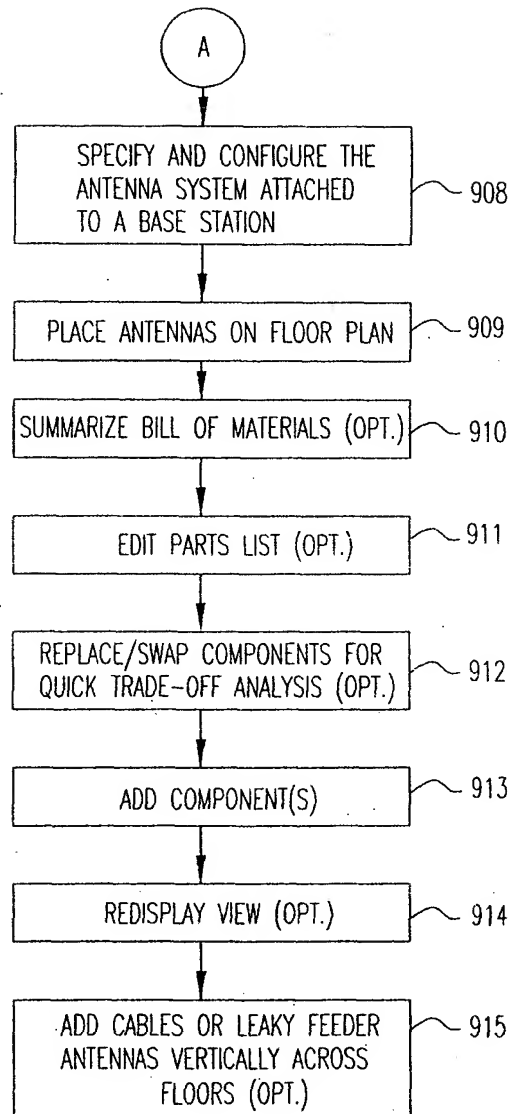 A
SPECIFY AND CONFIGURE THE
ANTENNA SYSTEM ATTACHED
TO A BASE STATION
908
PLACE ANTENNAS ON FLOOR PLAN
909
SUMMARIZE BILL OF MATERIALS (OPT.)
910
EDIT PARTS LIST (OPT.)
911
REPLACE/SWAP COMPONENTS FOR
QUICK TRADE-OFF ANALYSIS (OPT.)
912
ADD COMPONENT(S)
913
REDISPLAY VIEW (OPT.)
914
ADD CABLES OR LEAKY FEEDER
ANTENNAS VERTICALLY ACROSS
FLOORS (OPT.)
915